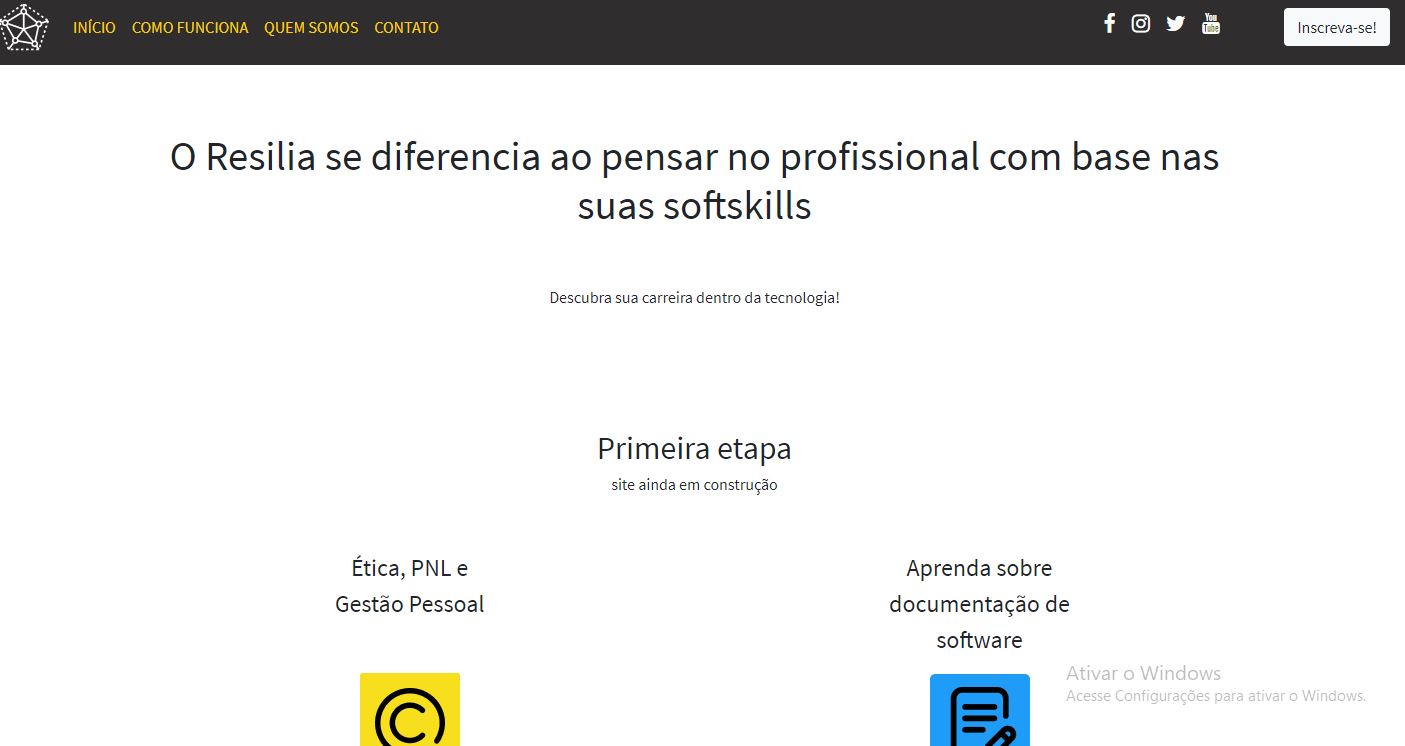 INÍCIO COMO FUNCIONA QUEM SOMOS CONTATO You Tube Inscreva-se!
O Resilia se diferencia ao pensar no profissional com base nas
suas softskills
Descubra sua carreira dentro da tecnologia!
Primeira etapa
site ainda em construção
Ética, PNL e
Gestão Pessoal
Aprenda sobre
documentação de
software
Ativar o Windows
Acesse Configurações para ativar o Windows.